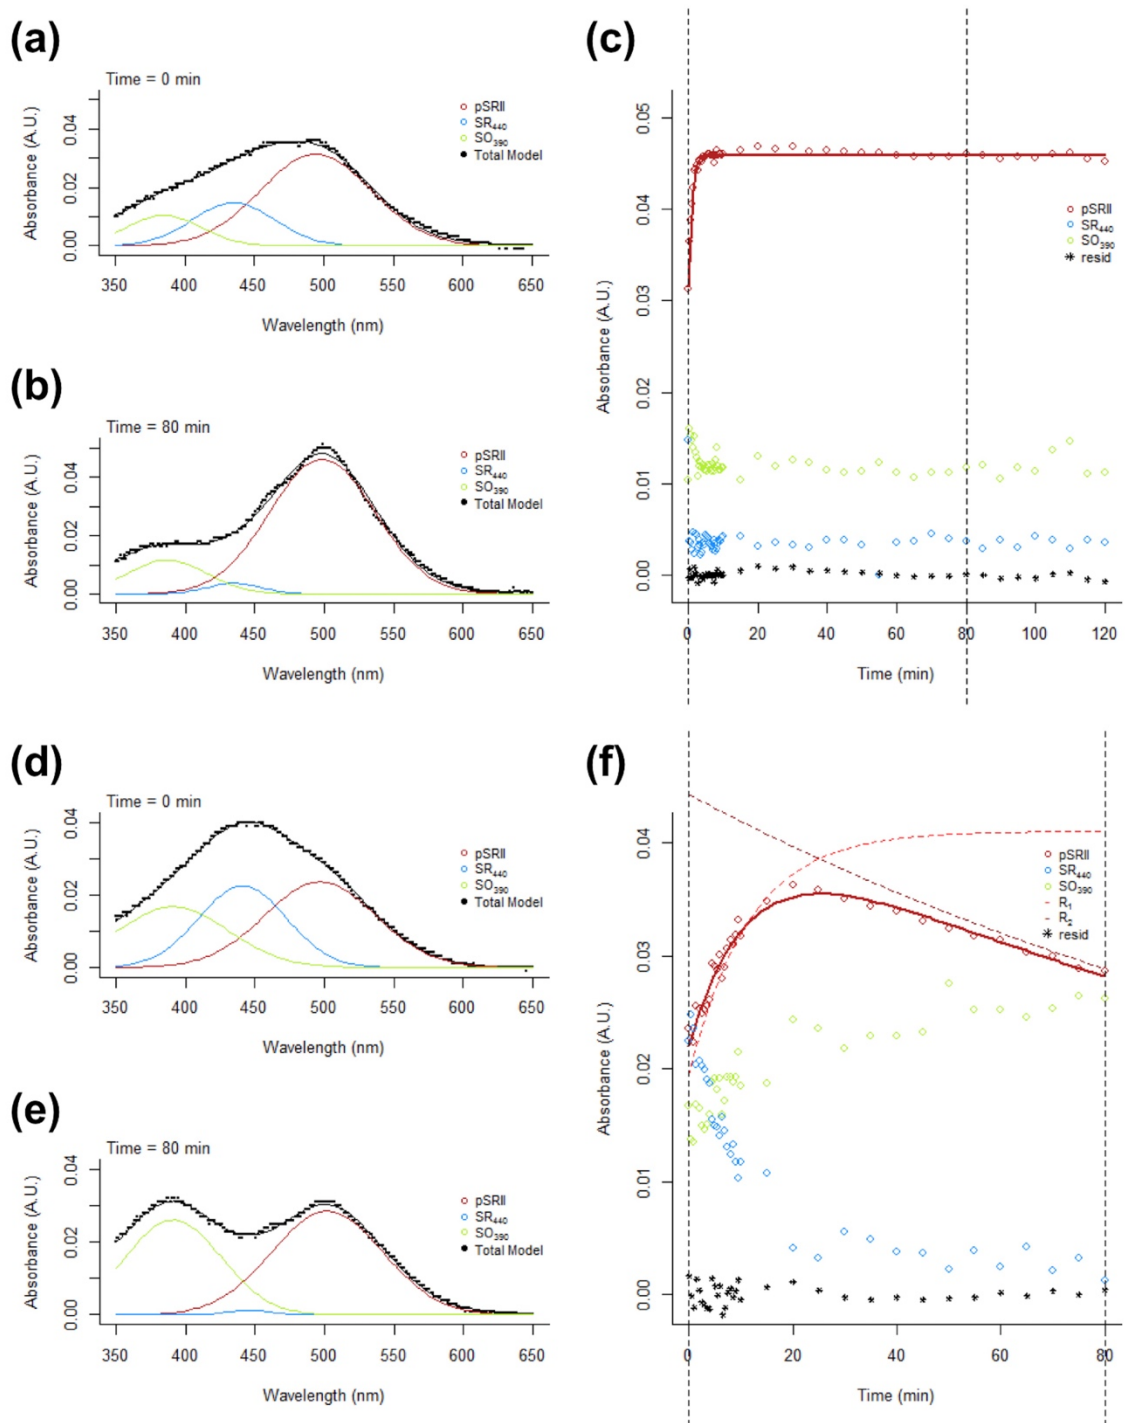 (a)
Time = 0 min
Absorbance (A.U.)
0.04
0.02
0.00
pSRII
SR440
SO390
Total Model
350 400 450 500 550 600 650
Wavelength (nm)
(b)
Time = 80 min
Absorbance (A.U.)
0.04
0.02
0.00
pSRII
SR440
SO390
Total Model
350 400 450 500 550 600 650
Wavelength (nm)
(c)
Absorbance (A.U.)
0.05
0.04
0.03
0.02
0.01
0.00
pSRII
SR440
SO390
resid
0 20 40 60 80 100 120
Time (min)
(d)
Time = 0 min
Absorbance (A.U.)
0.04
0.02
0.00
pSRII
SR440
SO390
Total Model
350 400 450 500 550 600 650
Wavelength (nm)
(e)
Time = 80 min
Absorbance (A.U.)
0.04
0.02
0.00
pSRII
SR440
SO390
Total Model
350 400 450 500 550 600 650
Wavelength (nm)
(f)
Absorbance (A.U.)
0.04
0.03
0.02
0.01
0.00
pSRII
SR440
SO390
R1
R2
resid
0 20 40 60 80
Time (min)